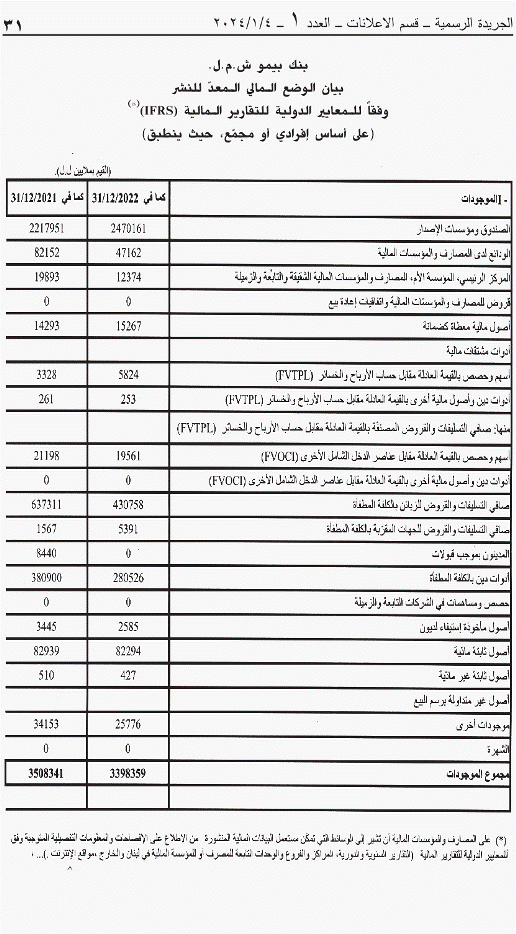 الجريدة الرسمية ــ قسم الاعلانات ــ العدد ١ ــ ٢٠٢٤/١/٤ ٣١
بنك بيمو ش.م.ل.
بيان الوضع المالي المعدّ للنشر
وفقاً للمعايير الدولية للتقارير المالية (IFRS)(*)
(على أساس إفرادي أو مجمّع، حيث ينطبق)
(القيم بملايين ل.ل.)
I- الموجودات كما في 31/12/2022 كما في 31/12/2021
الصندوق ومؤسسات الإصدار 2470161 2217951
الودائع لدى المصارف والمؤسسات المالية 47162 82152
المركز الرئيسي، المؤسسة الأم، المصارف والمؤسسات المالية الشقيقة والتابعة والزميلة 12374 19893
قروض للمصارف والمؤسسات المالية واتفاقيات إعادة بيع 0 0
أصول مالية معطاة كضمانة 15267 14293
أدوات مشتقات مالية
أسهم وحصص بالقيمة العادلة مقابل حساب الأرباح والخسائر (FVTPL) 5824 3328
أدوات دين وأصول مالية أخرى بالقيمة العادلة مقابل حساب الأرباح والخسائر (FVTPL) 253 261
منها: صافي التسليفات والقروض المصنفة بالقيمة العادلة مقابل حساب الأرباح والخسائر (FVTPL)
أسهم وحصص بالقيمة العادلة مقابل عناصر الدخل الشامل الأخرى (FVOCI) 19561 21198
أدوات دين وأصول مالية أخرى بالقيمة العادلة مقابل عناصر الدخل الشامل الأخرى (FVOCI) 0 0
صافي التسليفات والقروض للزبائن بالكلفة المطفأة 430758 637311
صافي التسليفات والقروض للجهات المقربة بالكلفة المطفأة 5391 1567
المدينون بموجب قبولات 0 8440
أدوات دين بالكلفة المطفأة 280526 380900
حصص ومساهمات في الشركات التابعة والزميلة 0 0
أصول مأخوذة إستيفاء لديون 2585 3445
أصول ثابتة مادية 82294 82939
أصول ثابتة غير مادية 427 510
أصول غير متداولة برسم البيع
موجودات أخرى 25776 34153
الشهرة 0 0
مجموع الموجودات 3398359 3508341
(*) على المصارف والمؤسسات المالية أن تشير إلى الوسائط التي تمكّن مستعمل البيانات المالية المنشورة من الاطلاع على الإفصاحات والمعلومات التفصيلية المتوجبة وفق
للمعايير الدولية للتقارير المالية (التقارير السنوية والدورية، المراكز والفروع والوحدات التابعة للمصرف أو للمؤسسة المالية في لبنان والخارج ،مواقع الإنترنت ،)... .